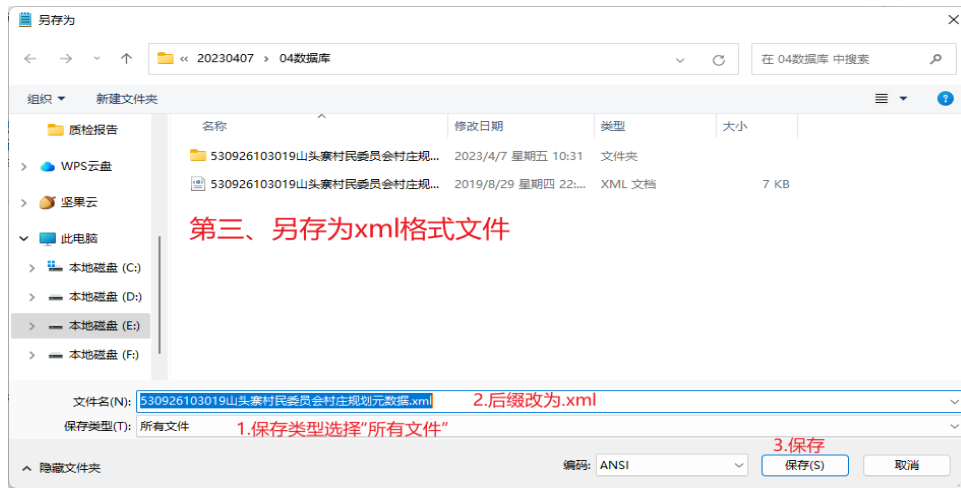 另存为
« 20230407 › 04数据库
在 04数据库 中搜索
组织 新建文件夹
名称 修改日期 类型 大小
质检报告
WPS云盘
坚果云
此电脑
本地磁盘 (C:)
本地磁盘 (D:)
本地磁盘 (E:)
本地磁盘 (F:)
530926103019山头寨村民委员会村庄规... 2023/4/7 星期五 10:31 文件夹
530926103019山头寨村民委员会村庄规... 2019/8/29 星期四 22:... XML 文档 7 KB
第三、另存为xml格式文件
文件名(N): 530926103019山头寨村民委员会村庄规划元数据.xml 2.后缀改为.xml
保存类型(T): 所有文件 1.保存类型选择“所有文件”
3.保存
隐藏文件夹 编码: ANSI 保存(S) 取消